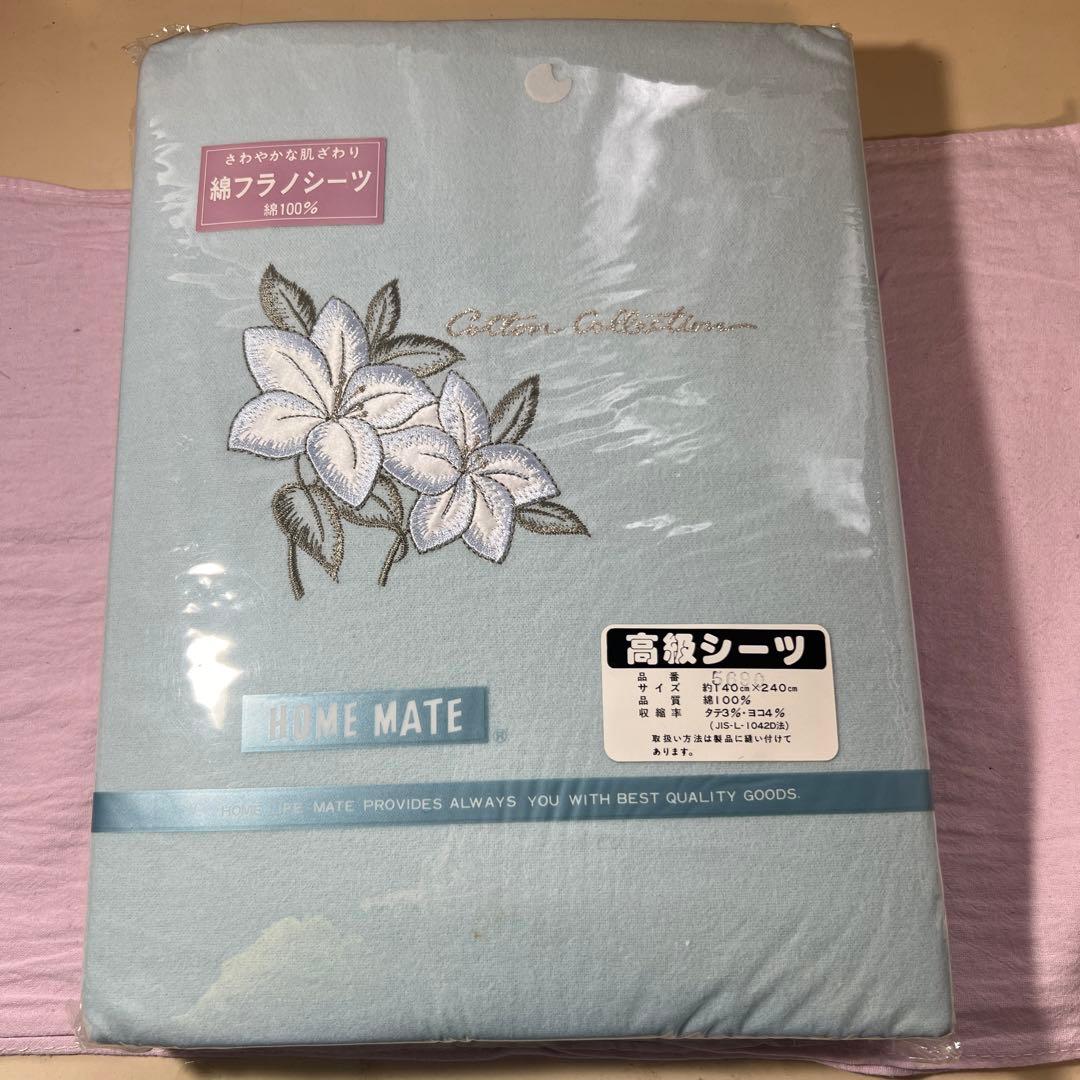 さわやかな肌ざわり
綿フラノシーツ
綿100%
Cotton Collection
高級シーツ
品番 5690
サイズ 約140cm×240cm
品質 綿100%
収縮率 タテ3%・ヨコ4%
(JIS-L-1042D法)
取扱い方法は製品に縫い付けて
あります。
HOME MATE ®
HOME LIFE MATE PROVIDES ALWAYS YOU WITH BEST QUALITY GOODS.